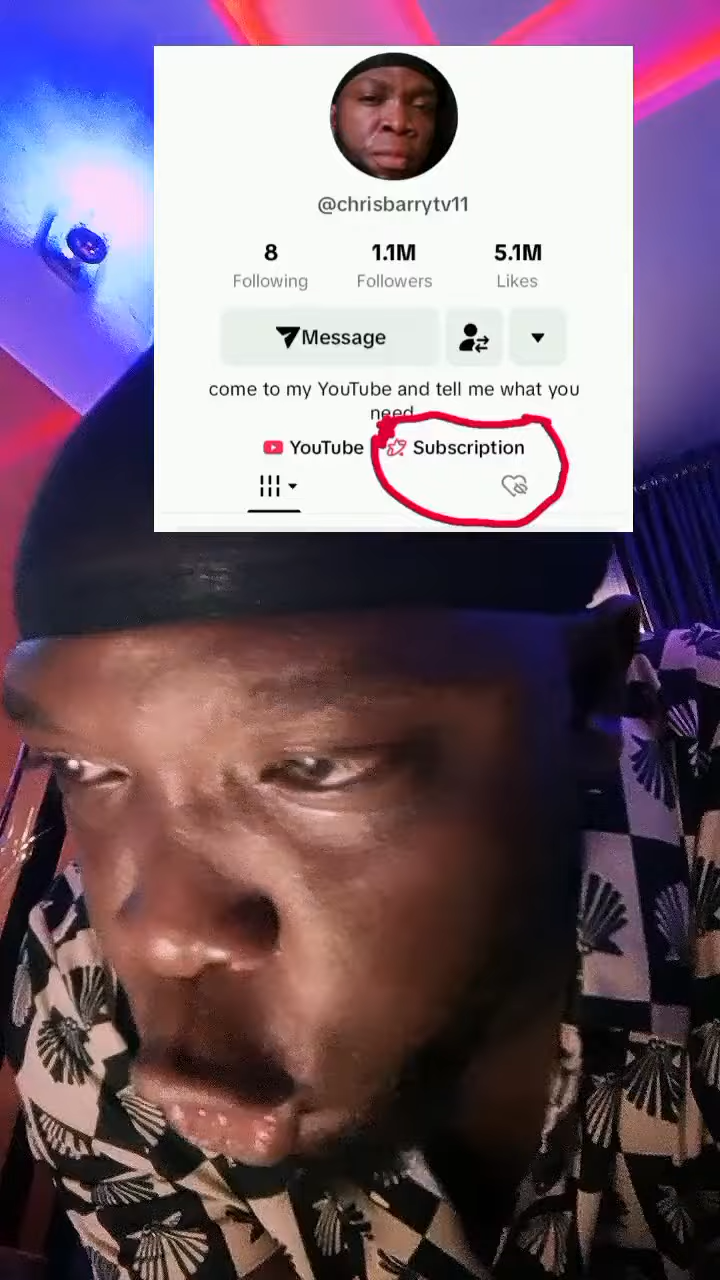 @chrisbarrytv11
8 1.1M 5.1M
Following Followers Likes
Message
come to my YouTube and tell me what you
need
YouTube Subscription